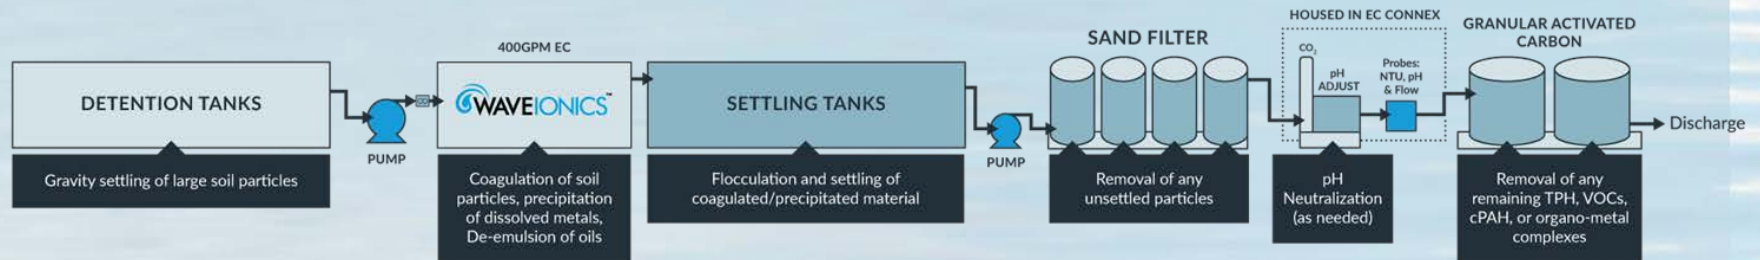 DETENTION TANKS
Gravity settling of large soil particles
PUMP
400GPM EC
WAVEIONICS™
Coagulation of soil
particles, precipitation
of dissolved metals,
De-emulsion of oils
SETTLING TANKS
Flocculation and settling of
coagulated/precipitated material
PUMP
SAND FILTER
Removal of any
unsettled particles
HOUSED IN EC CONNEX
CO₂
pH
ADJUST
Probes:
NTU, pH
& Flow
pH
Neutralization
(as needed)
GRANULAR ACTIVATED
CARBON
Removal of any
remaining TPH, VOCs,
cPAH, or organo-metal
complexes
Discharge